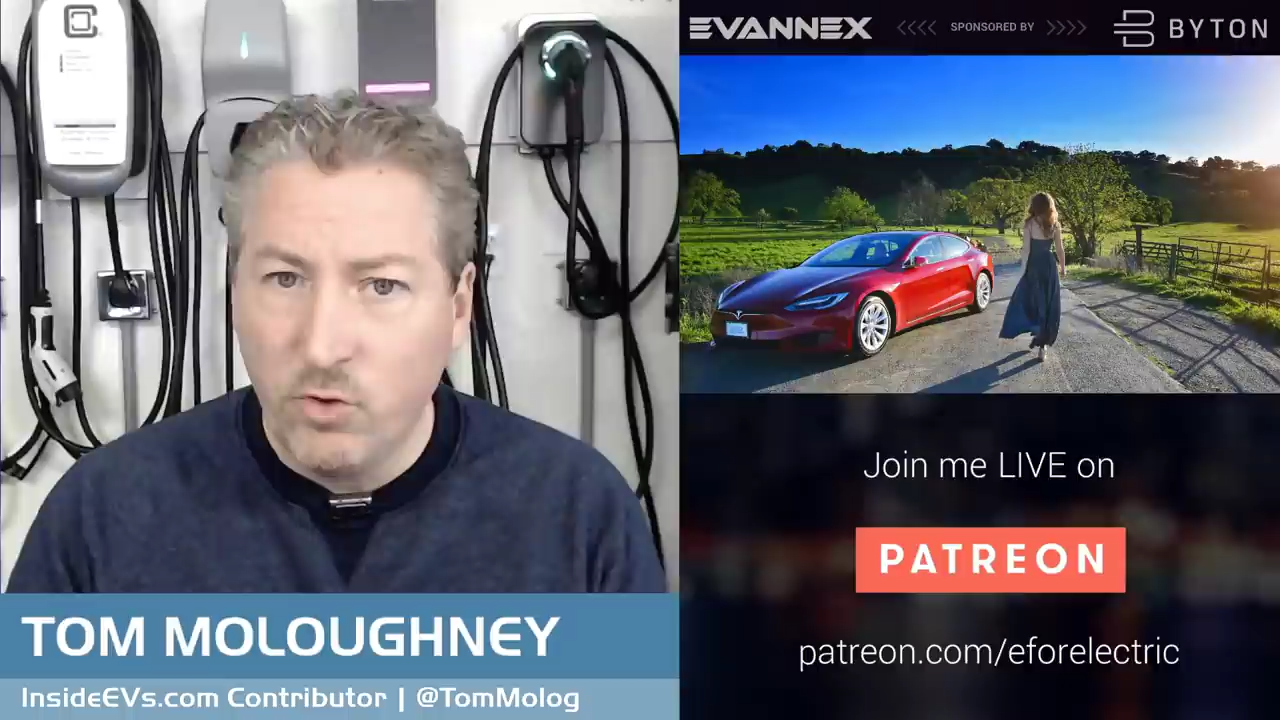 EVANNEX
SPONSORED BY
BYTON
Join me LIVE on
PATREON
patreon.com/eforelectric
TOM MOLOUGHNEY
InsideEVs.com Contributor | @TomMolog